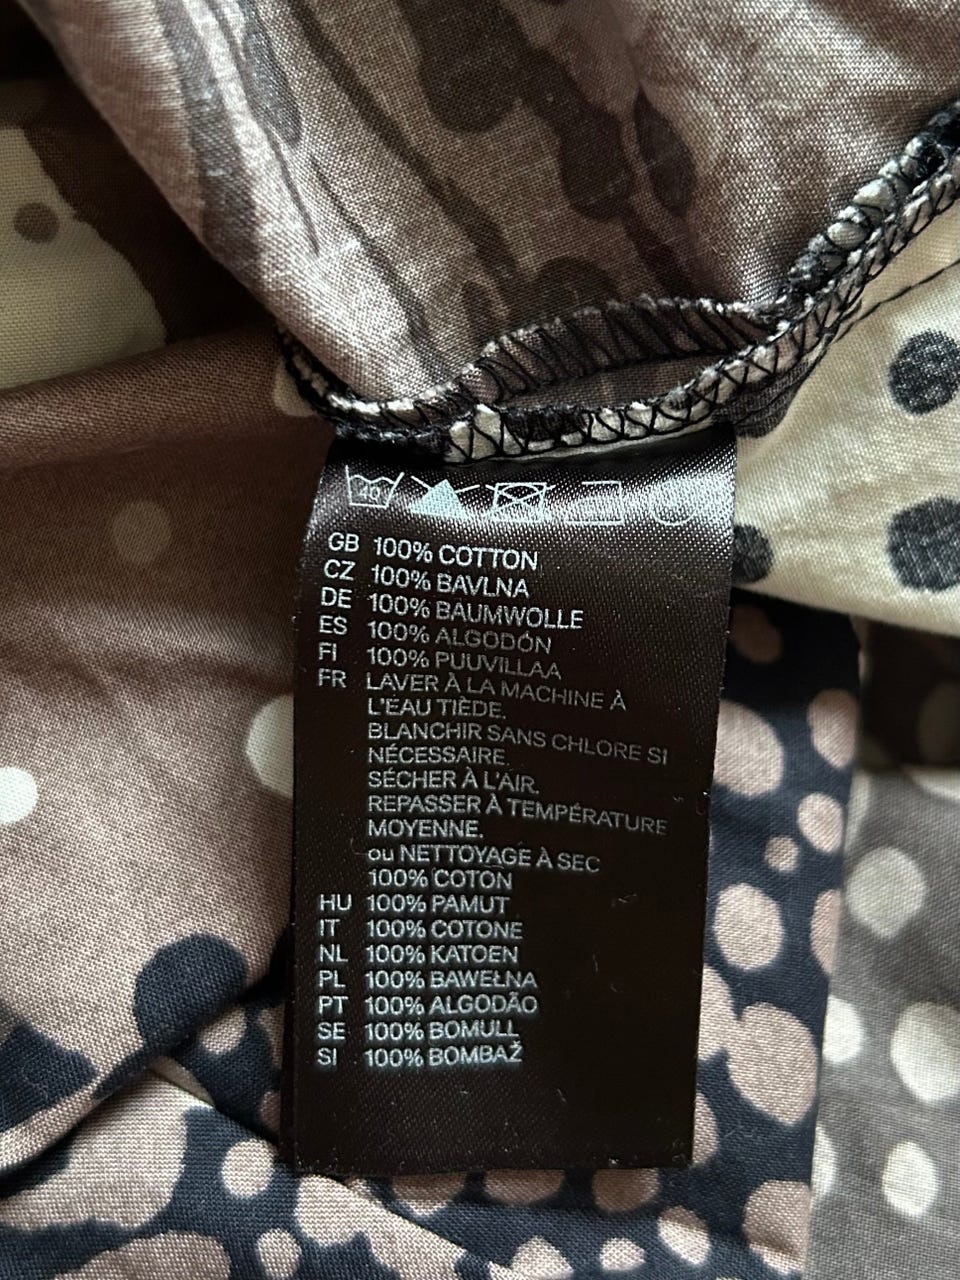 40
GB 100% COTTON
CZ 100% BAVLNA
DE 100% BAUMWOLLE
ES 100% ALGODÓN
FI 100% PUUVILLAA
FR LAVER À LA MACHINE À
L'EAU TIÈDE.
BLANCHIR SANS CHLORE SI
NÉCESSAIRE.
SÉCHER À L'AIR.
REPASSER À TEMPÉRATURE
MOYENNE.
ou NETTOYAGE À SEC
100% COTON
HU 100% PAMUT
IT 100% COTONE
NL 100% KATOEN
PL 100% BAWEŁNA
PT 100% ALGODÃO
SE 100% BOMULL
SI 100% BOMBAŽ